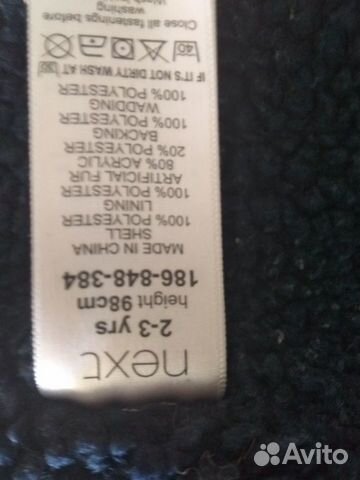 next
2-3 yrs
height 98cm
186-848-384
MADE IN CHINA
SHELL
100% POLYESTER
LINING
100% POLYESTER
ARTIFICIAL FUR
80% ACRYLIC
20% POLYESTER
BACKING
100% POLYESTER
WADDING
100% POLYESTER
IF IT'S NOT DIRTY WASH AT 30
40
Close all fastenings before
washing
Avito